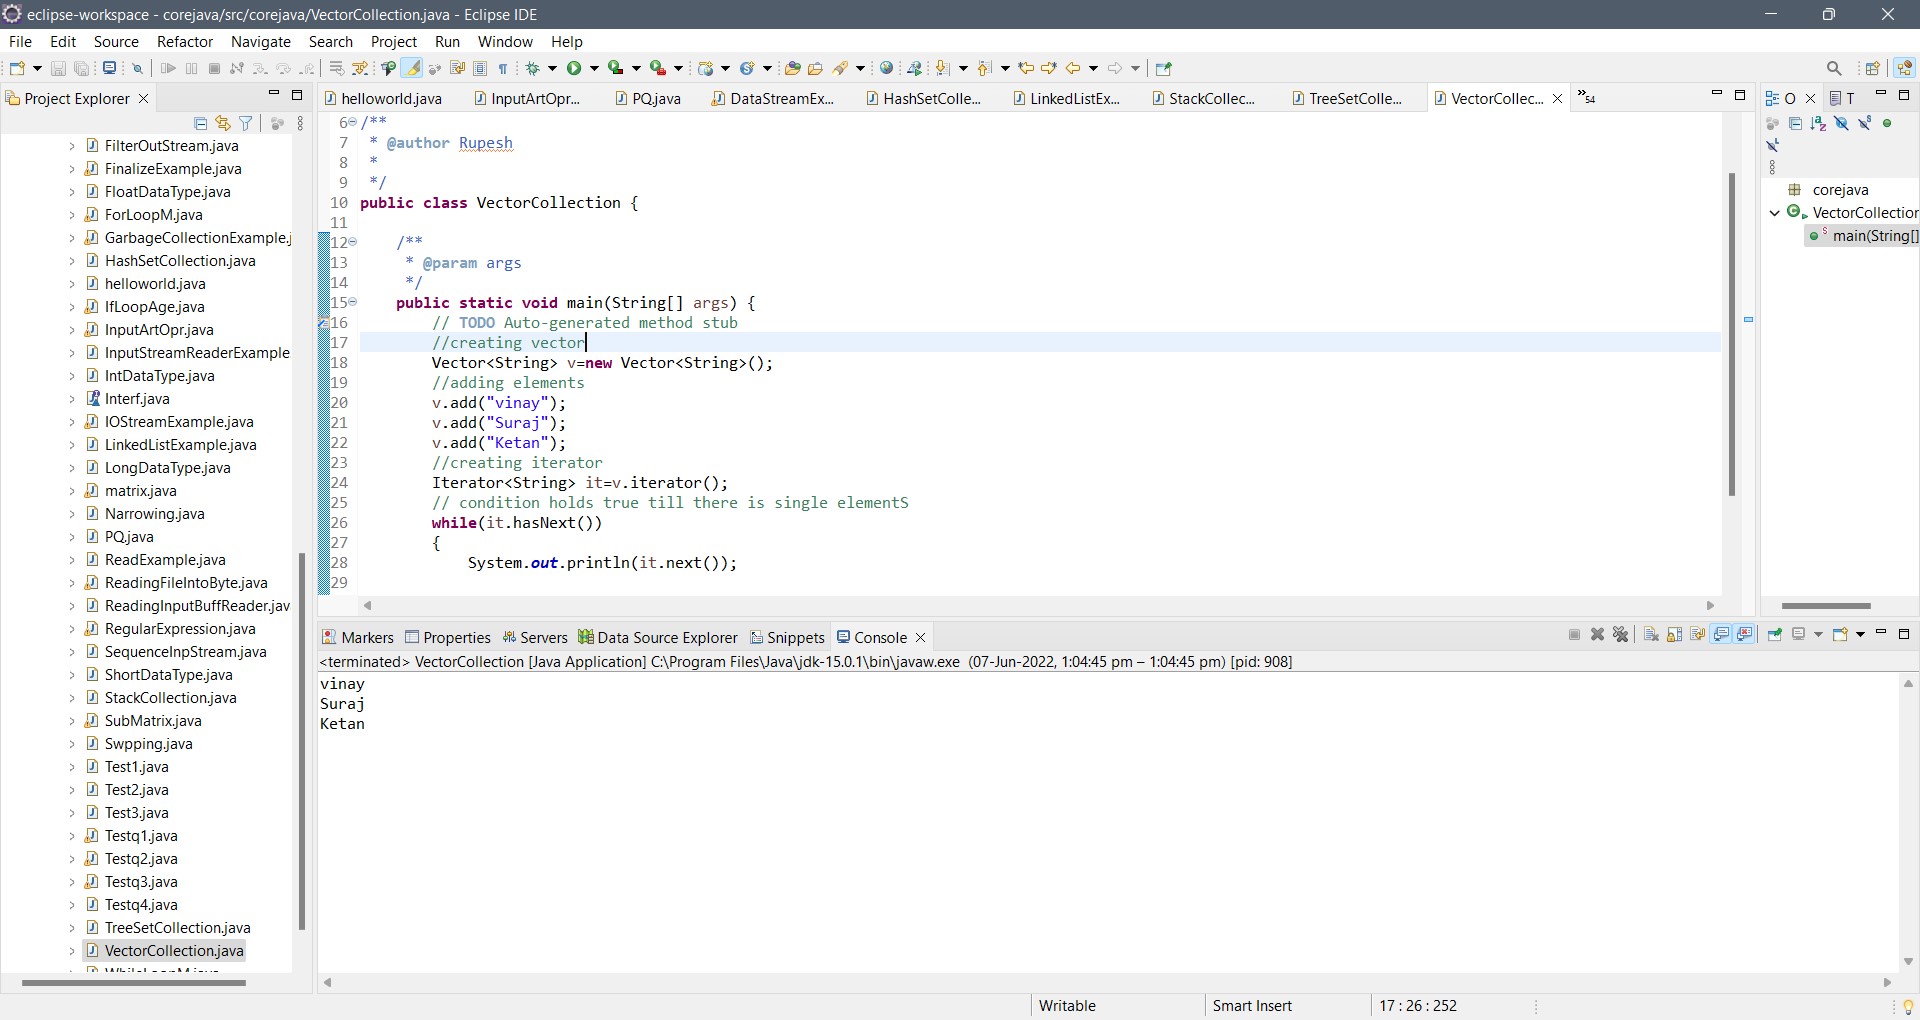 eclipse-workspace - corejava/src/corejava/VectorCollection.java - Eclipse IDE
File Edit Source Refactor Navigate Search Project Run Window Help
Project Explorer
FilterOutStream.java
FinalizeExample.java
FloatDataType.java
ForLoopM.java
GarbageCollectionExample.j
HashSetCollection.java
helloworld.java
IfLoopAge.java
InputArtOpr.java
InputStreamReaderExample
IntDataType.java
Interf.java
IOStreamExample.java
LinkedListExample.java
LongDataType.java
matrix.java
Narrowing.java
PQ.java
ReadExample.java
ReadingFileIntoByte.java
ReadingInputBuffReader.jav
RegularExpression.java
SequenceInpStream.java
ShortDataType.java
StackCollection.java
SubMatrix.java
Swpping.java
Test1.java
Test2.java
Test3.java
Testq1.java
Testq2.java
Testq3.java
Testq4.java
TreeSetCollection.java
VectorCollection.java
helloworld.java InputArtOpr... PQ.java DataStreamEx... HashSetColle... LinkedListEx... StackCollec... TreeSetColle... VectorCollec... »54
6 /**
7 * @author Rupesh
8 *
9 */
10 public class VectorCollection {
11
12 /**
13 * @param args
14 */
15 public static void main(String[] args) {
16 // TODO Auto-generated method stub
17 //creating vector
18 Vector<String> v=new Vector<String>();
19 //adding elements
20 v.add("vinay");
21 v.add("Suraj");
22 v.add("Ketan");
23 //creating iterator
24 Iterator<String> it=v.iterator();
25 // condition holds true till there is single elementS
26 while(it.hasNext())
27 {
28 System.out.println(it.next());
29
O T
corejava
VectorCollection
main(String[]
Markers Properties Servers Data Source Explorer Snippets Console
<terminated> VectorCollection [Java Application] C:\Program Files\Java\jdk-15.0.1\bin\javaw.exe (07-Jun-2022, 1:04:45 pm – 1:04:45 pm) [pid: 908]
vinay
Suraj
Ketan
Writable Smart Insert 17 : 26 : 252